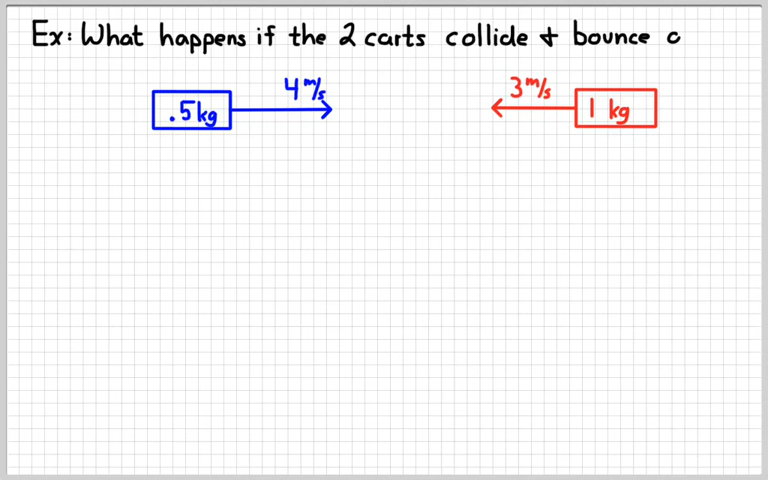 Ex: What happens if the 2 carts collide & bounce
4 m/s
3 m/s
.5 kg
1 kg